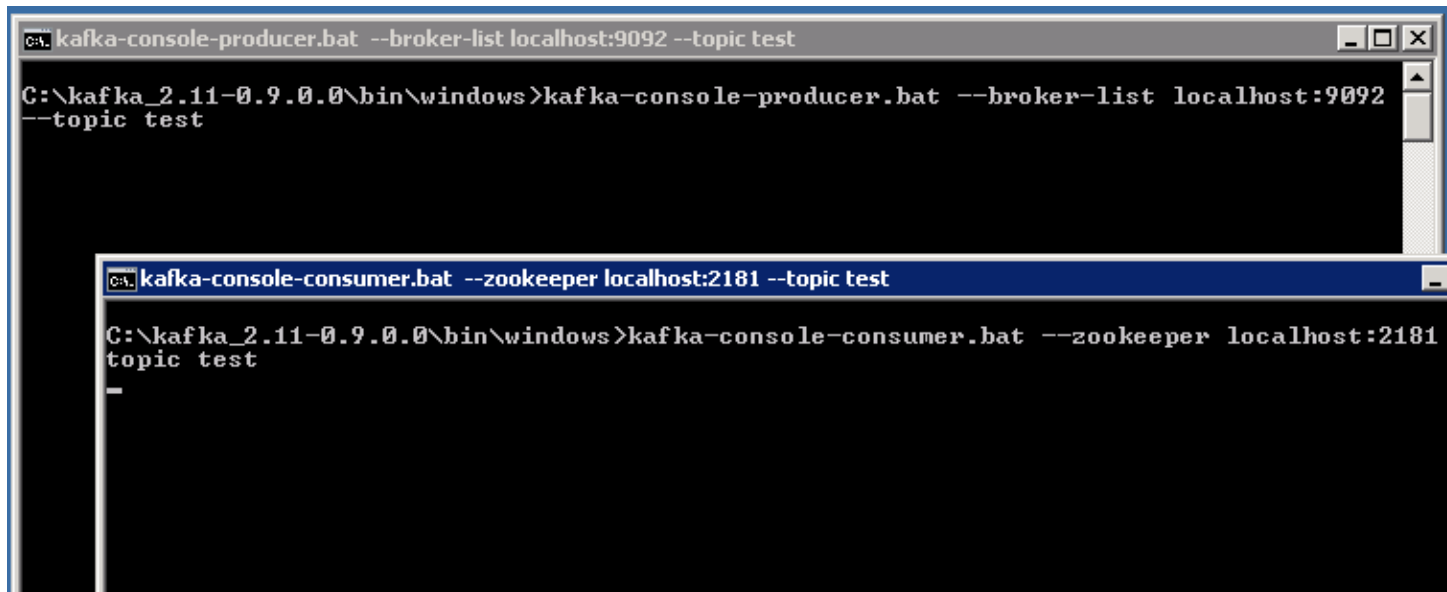 kafka-console-producer.bat --broker-list localhost:9092 --topic test
C:\kafka_2.11-0.9.0.0\bin\windows>kafka-console-producer.bat --broker-list localhost:9092
--topic test
kafka-console-consumer.bat --zookeeper localhost:2181 --topic test
C:\kafka_2.11-0.9.0.0\bin\windows>kafka-console-consumer.bat --zookeeper localhost:2181
topic test